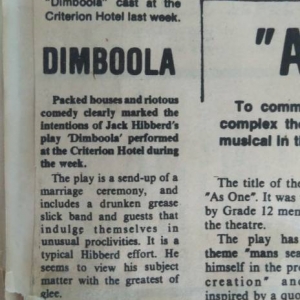 "Dimboola" cast at the
Criterion Hotel last week.
DIMBOOLA
Packed houses and riotous
comedy clearly marked the
intentions of Jack Hibberd's
play 'Dimboola' performed
at the Criterion Hotel during
the week.
The play is a send-up of a
marriage ceremony, and
includes a drunken grease
slick band and guests that
indulge themselves in
unusual proclivities. It is a
typical Hibberd effort. He
seems to view his subject
matter with the greatest of
glee.
"A
To comm
complex the
musical in t
The title of the
"As One". It was
by Grade 12 mem
the theatre.
The play has
theme "mans sea
himself in the pro
creation" and
inspired by a quo